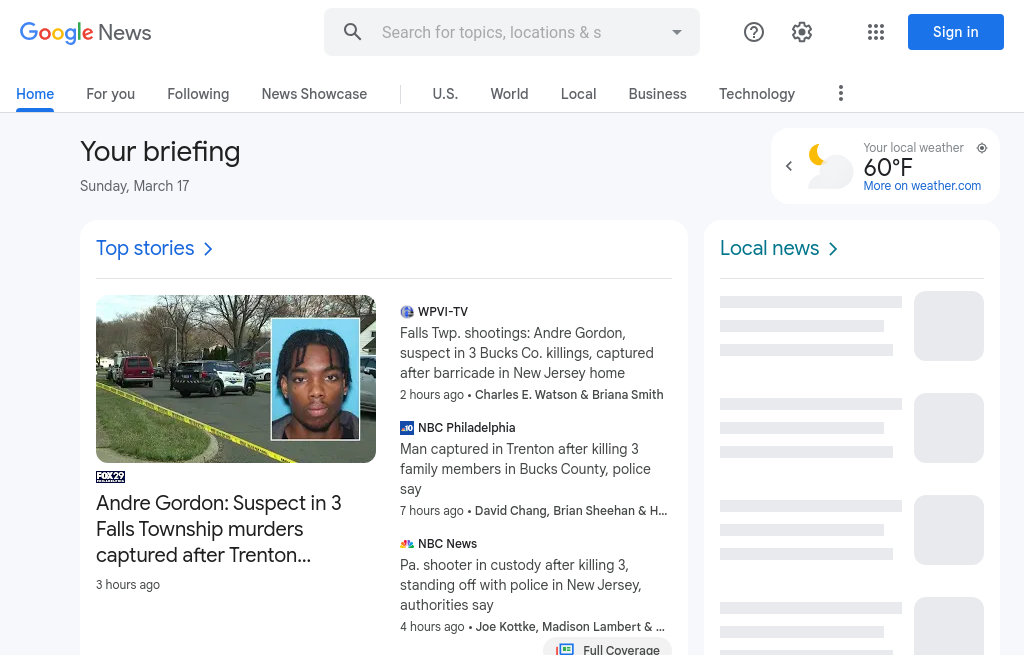 Google News
Search for topics, locations & s
Sign in
Home
For you
Following
News Showcase
U.S.
World
Local
Business
Technology
Your briefing
Sunday, March 17
Your local weather
60°F
More on weather.com
Top stories
FOX 29
Andre Gordon: Suspect in 3
Falls Township murders
captured after Trenton...
3 hours ago
WPVI-TV
Falls Twp. shootings: Andre Gordon,
suspect in 3 Bucks Co. killings, captured
after barricade in New Jersey home
2 hours ago • Charles E. Watson & Briana Smith
NBC Philadelphia
Man captured in Trenton after killing 3
family members in Bucks County, police
say
7 hours ago • David Chang, Brian Sheehan & H...
NBC News
Pa. shooter in custody after killing 3,
standing off with police in New Jersey,
authorities say
4 hours ago • Joe Kottke, Madison Lambert & ...
Full Coverage
Local news